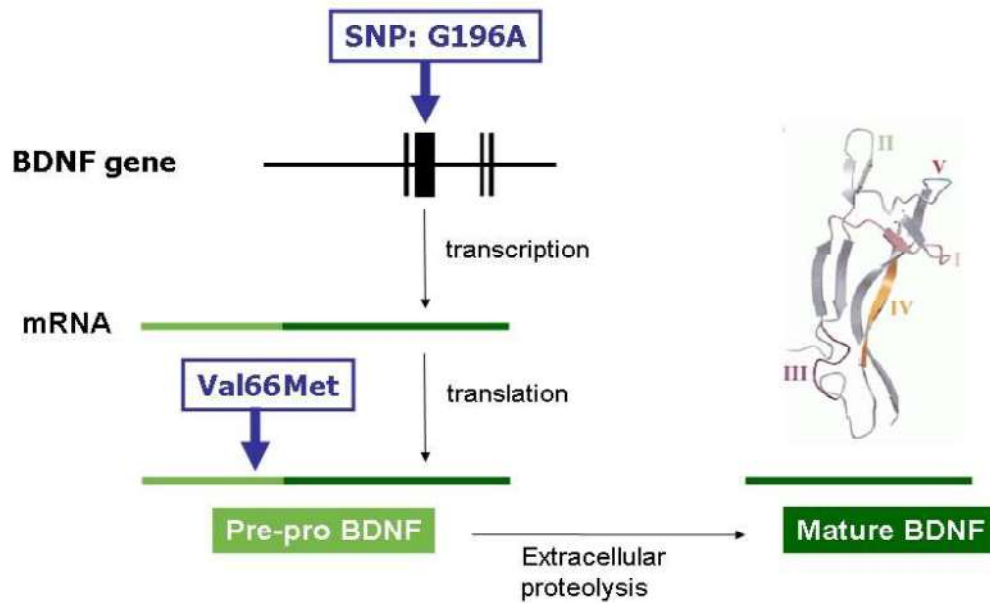 SNP: G196A
BDNF gene
transcription
mRNA
Val66Met
translation
Pre-pro BDNF
Extracellular
proteolysis
II
V
I
IV
III
Mature BDNF